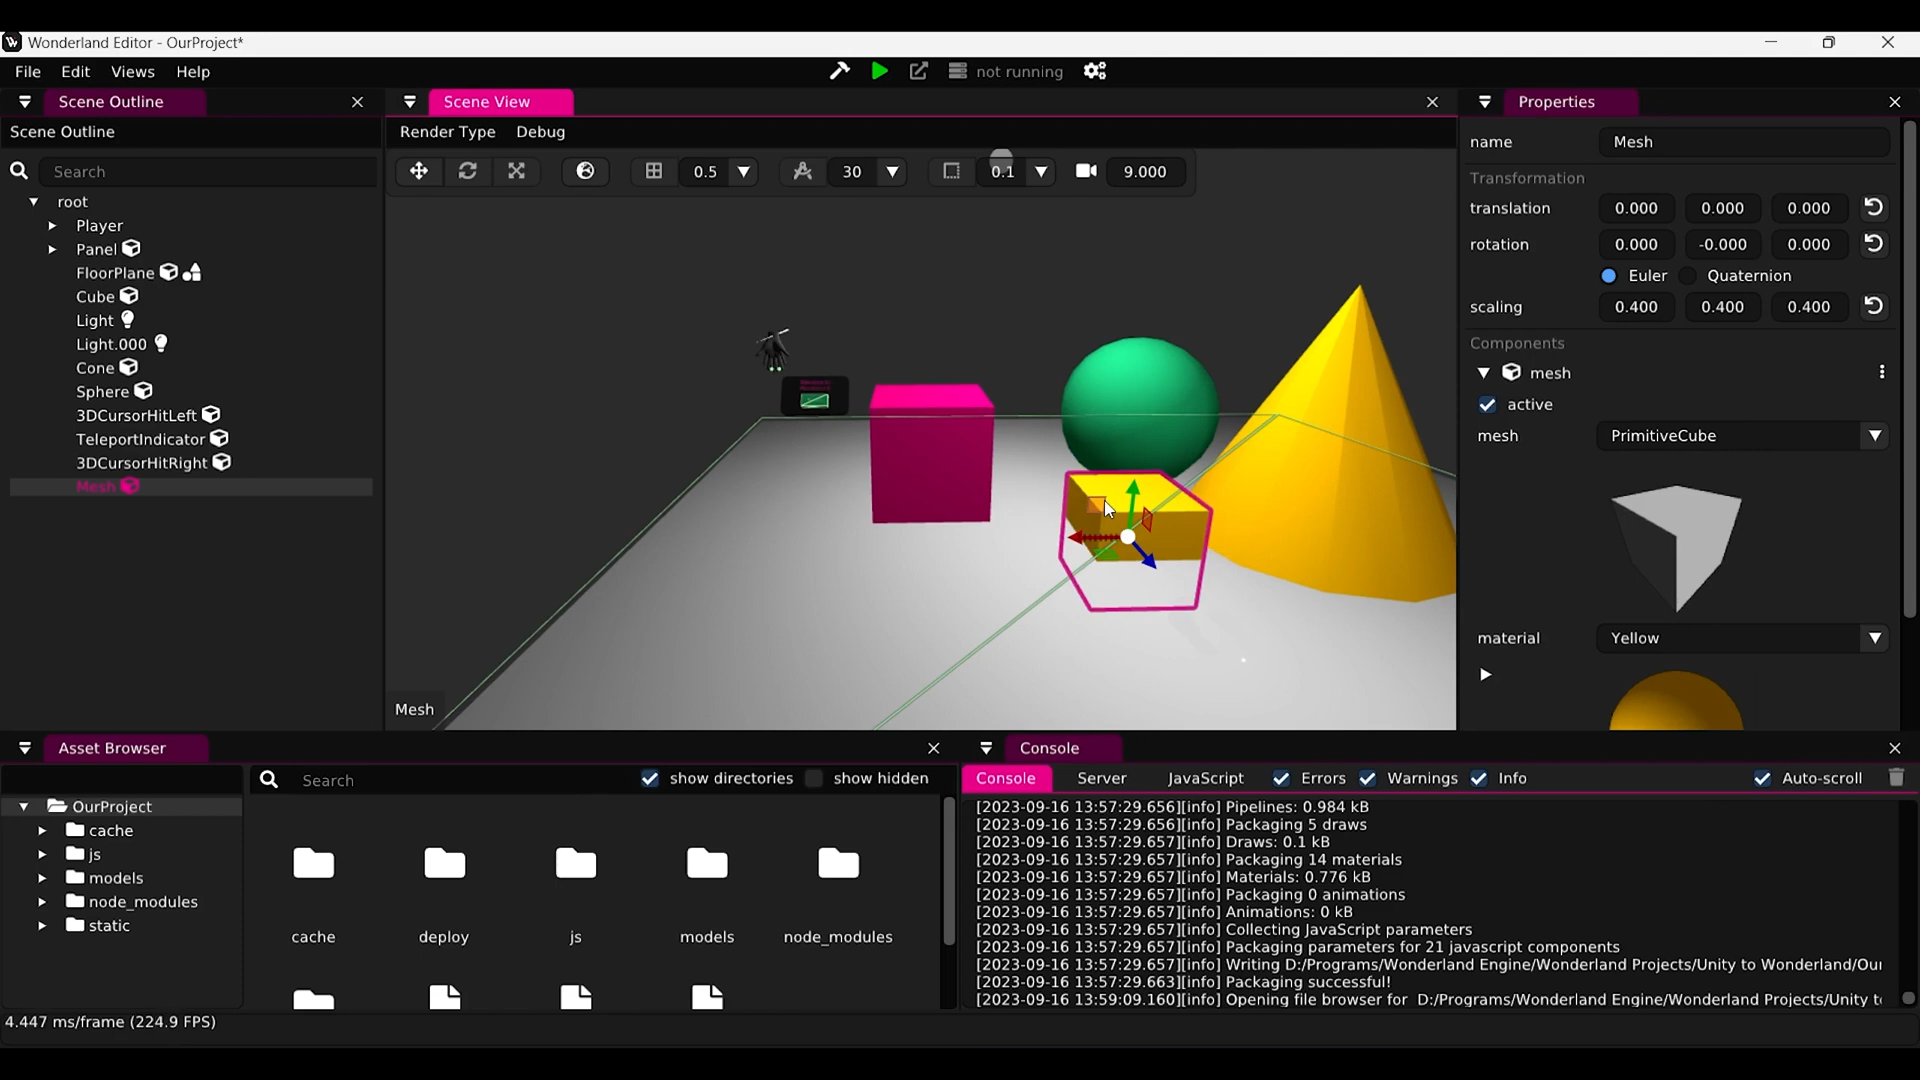 Wonderland Editor - OurProject*
File Edit Views Help
not running
Scene Outline
Scene Outline
Search
root
Player
Panel
FloorPlane
Cube
Light
Light.000
Cone
Sphere
3DCursorHitLeft
TeleportIndicator
3DCursorHitRight
Mesh
Scene View
Render Type Debug
0.5 30 0.1 9.000
Mesh
Properties
name Mesh
Transformation
translation 0.000 0.000 0.000
rotation 0.000 -0.000 0.000
Euler Quaternion
scaling 0.400 0.400 0.400
Components
mesh
active
mesh PrimitiveCube
material Yellow
Asset Browser
Search show directories show hidden
OurProject
cache
js
models
node_modules
static
cache deploy js models node_modules
Console
Console Server JavaScript Errors Warnings Info Auto-scroll
[2023-09-16 13:57:29.656][info] Pipelines: 0.984 kB
[2023-09-16 13:57:29.656][info] Packaging 5 draws
[2023-09-16 13:57:29.657][info] Draws: 0.1 kB
[2023-09-16 13:57:29.657][info] Packaging 14 materials
[2023-09-16 13:57:29.657][info] Materials: 0.776 kB
[2023-09-16 13:57:29.657][info] Packaging 0 animations
[2023-09-16 13:57:29.657][info] Animations: 0 kB
[2023-09-16 13:57:29.657][info] Collecting JavaScript parameters
[2023-09-16 13:57:29.657][info] Packaging parameters for 21 javascript components
[2023-09-16 13:57:29.657][info] Writing D:/Programs/Wonderland Engine/Wonderland Projects/Unity to Wonderland/Ou
[2023-09-16 13:57:29.663][info] Packaging successful!
[2023-09-16 13:59:09.160][info] Opening file browser for D:/Programs/Wonderland Engine/Wonderland Projects/Unity t
4.447 ms/frame (224.9 FPS)